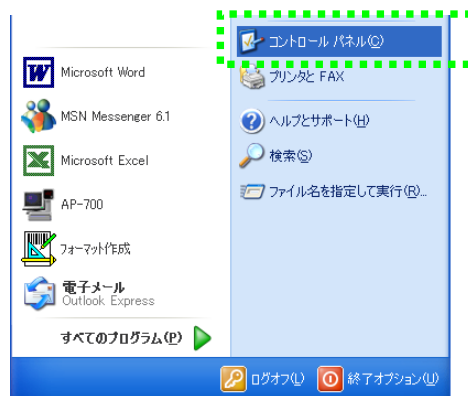 Microsoft Word
MSN Messenger 6.1
Microsoft Excel
AP-700
フォーマット作成
電子メール
Outlook Express
すべてのプログラム(P)
コントロール パネル(C)
プリンタと FAX
ヘルプとサポート(H)
検索(S)
ファイル名を指定して実行(R)...
ログオフ(L)
終了オプション(U)